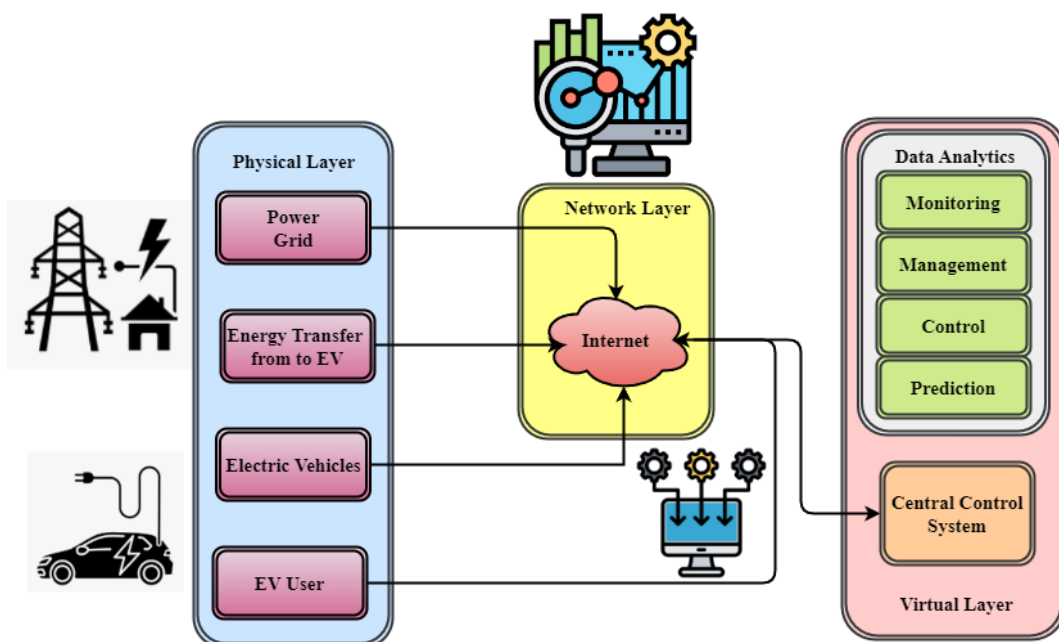 Physical Layer
Power
Grid
Energy Transfer
from to EV
Electric Vehicles
EV User
Network Layer
Internet
Data Analytics
Monitoring
Management
Control
Prediction
Central Control
System
Virtual Layer